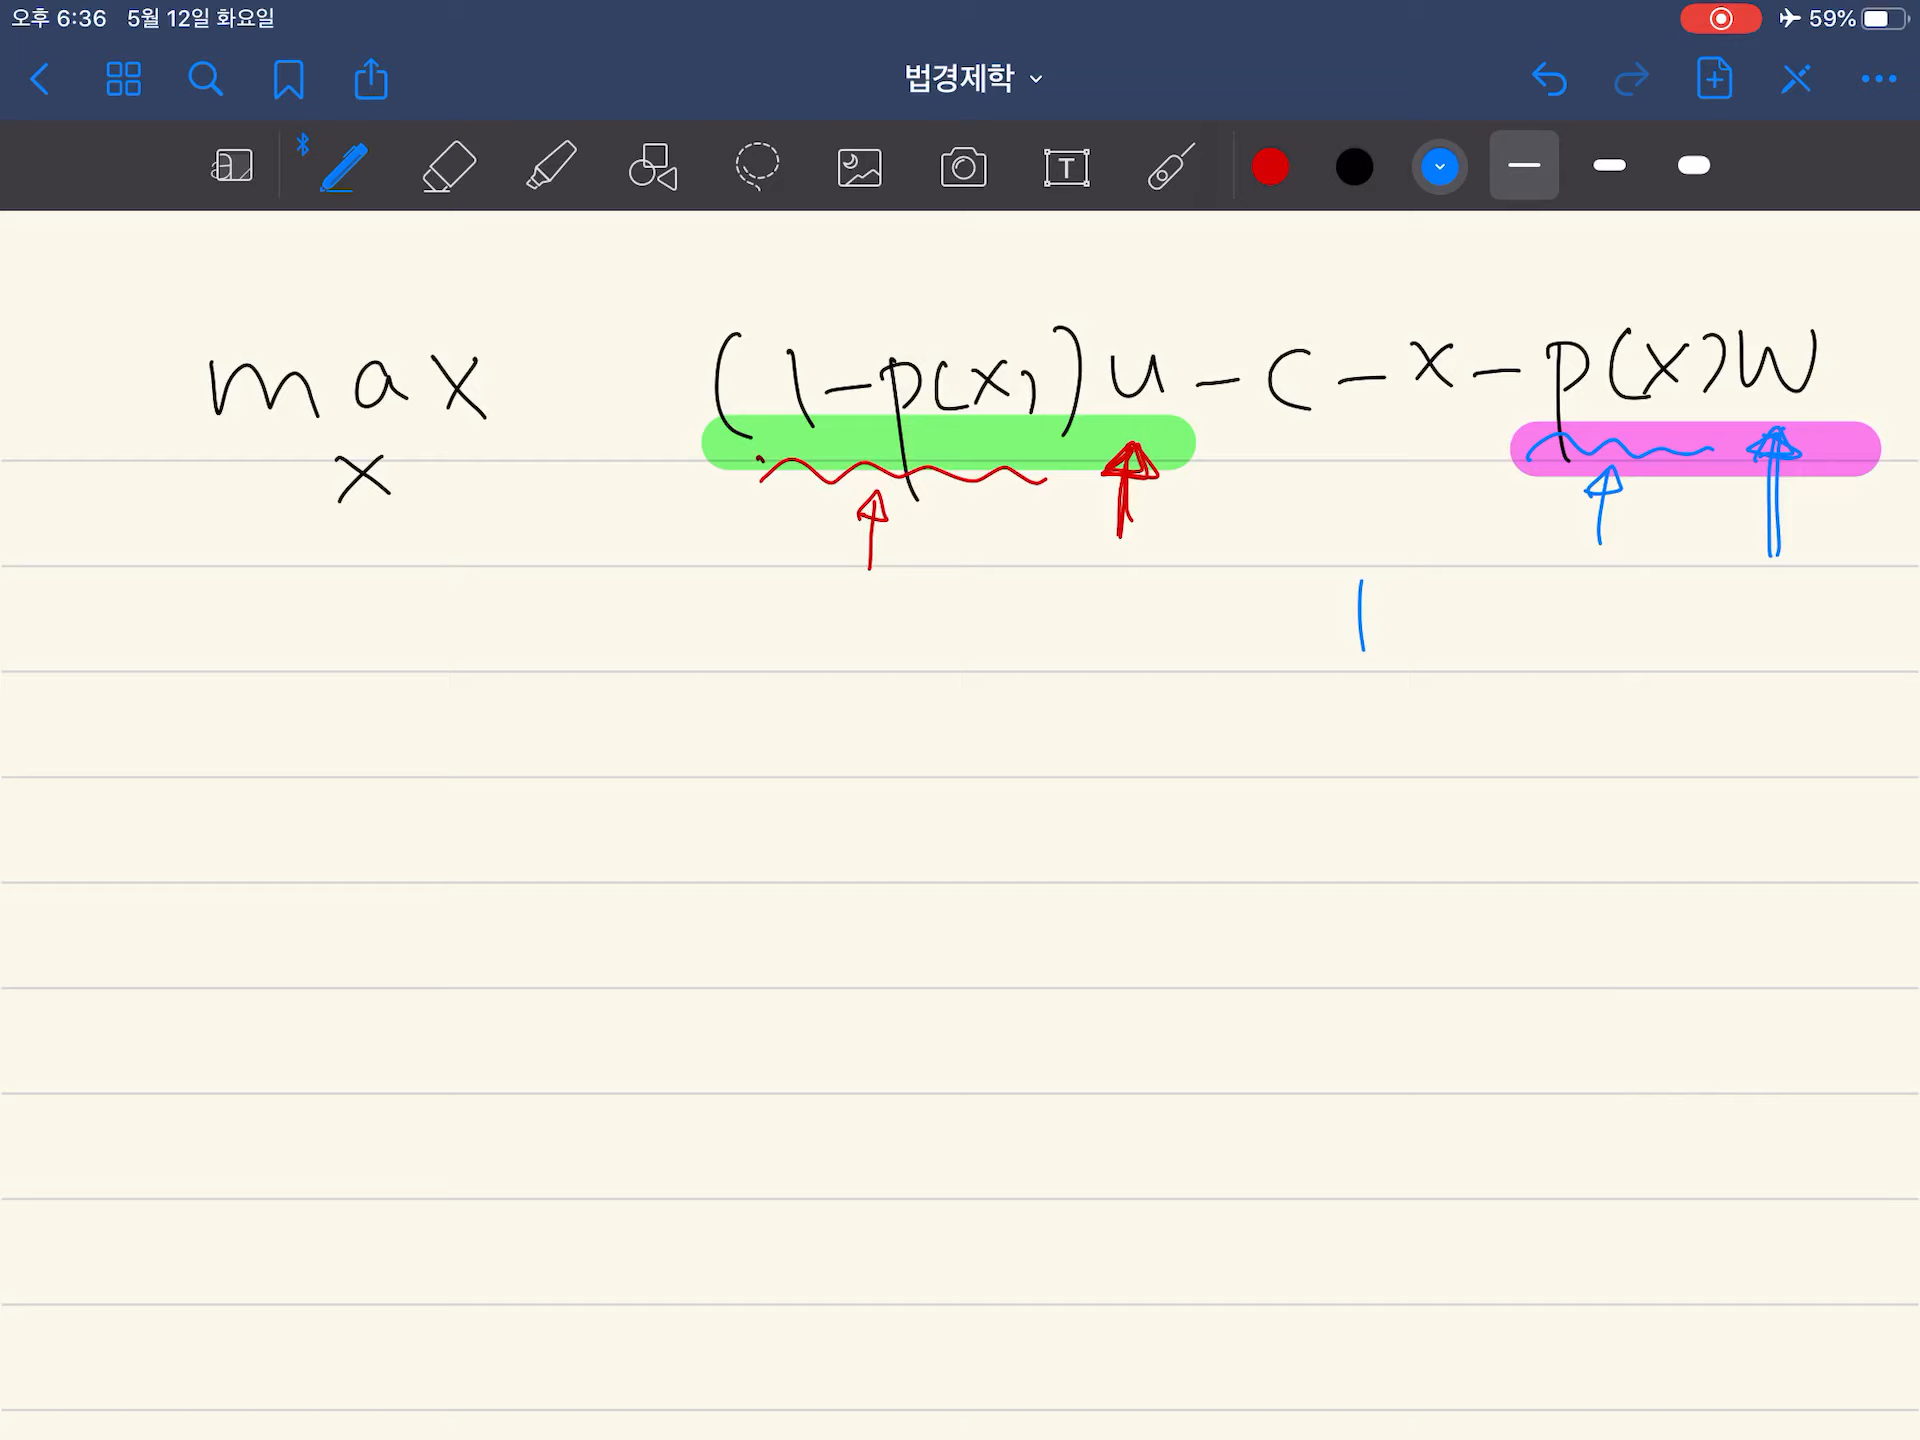 오후 6:36 5월 12일 화요일
59%
법경제학
T
max (1-p(x))u-c-x-p(x)W
x